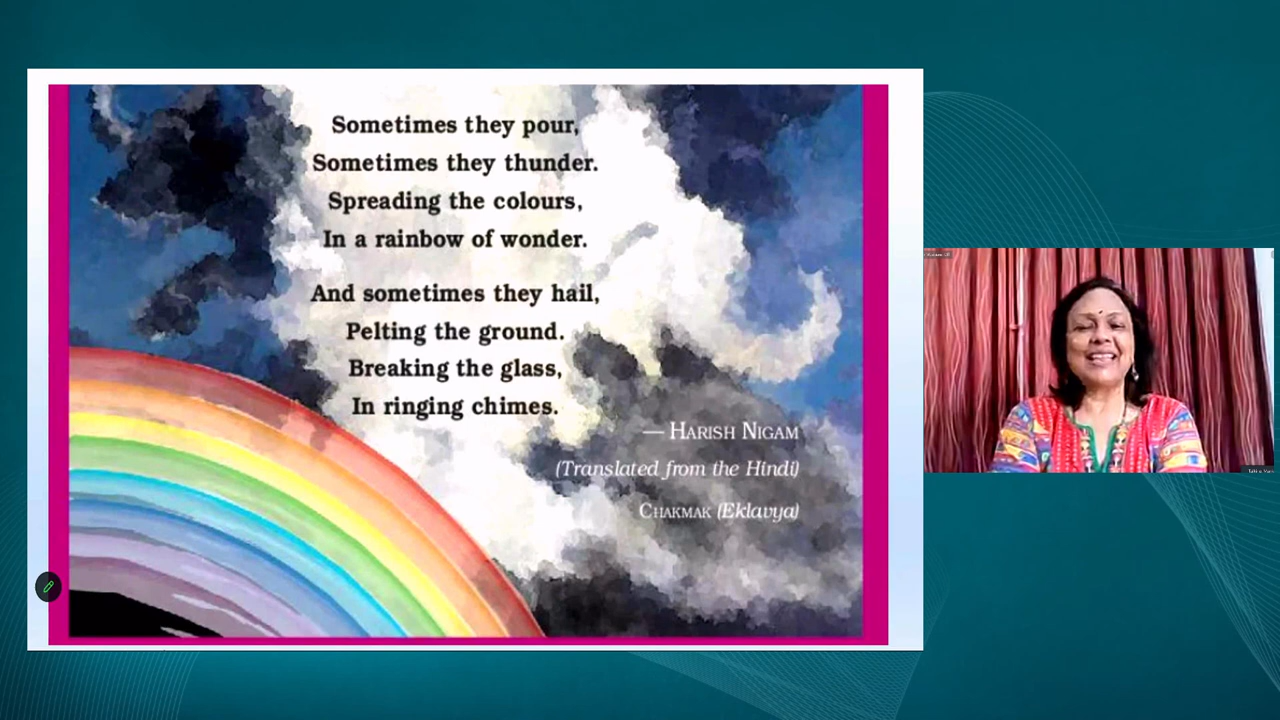 Sometimes they pour,
Sometimes they thunder.
Spreading the colours,
In a rainbow of wonder.
And sometimes they hail,
Pelting the ground.
Breaking the glass,
In ringing chimes.
— HARISH NIGAM
(Translated from the Hindi)
CHAKMAK (Eklavya)